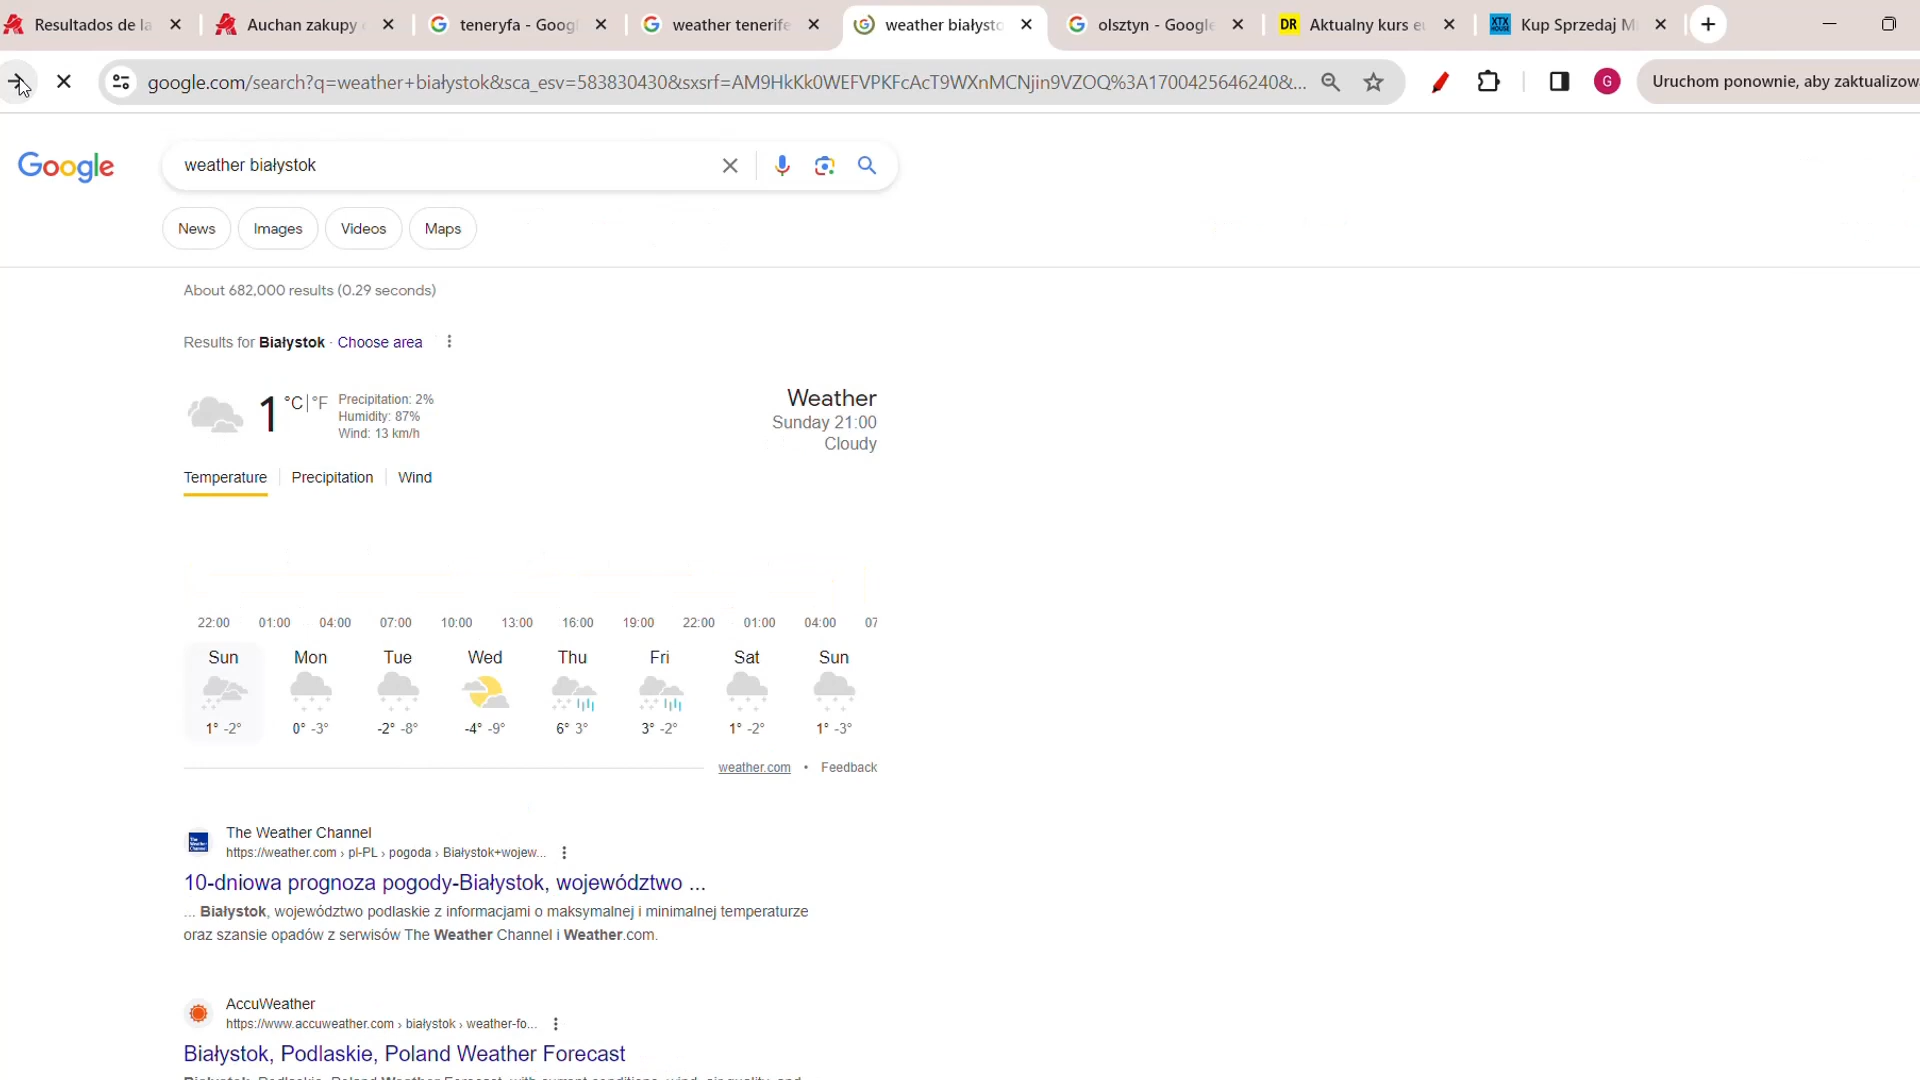 Resultados de la
Auchan zakupy
teneryfa - Goog
weather tenerife
weather białysto
olsztyn - Google
DR Aktualny kurs eu
XTX HOUSE Kup Sprzedaj M
google.com/search?q=weather+białystok&sca_esv=583830430&sxsrf=AM9HkKk0WEFVPKFcAcT9WXnMCNjin9VZOQ%3A1700425646240&...
G
Uruchom ponownie, aby zaktualizowa
Google
weather białystok
News
Images
Videos
Maps
About 682,000 results (0.29 seconds)
Results for Białystok · Choose area
1 °C | °F
Precipitation: 2%
Humidity: 87%
Wind: 13 km/h
Weather
Sunday 21:00
Cloudy
Temperature
Precipitation
Wind
22:00 01:00 04:00 07:00 10:00 13:00 16:00 19:00 22:00 01:00 04:00 07
Sun Mon Tue Wed Thu Fri Sat Sun
1° -2° 0° -3° -2° -8° -4° -9° 6° 3° 3° -2° 1° -2° 1° -3°
weather.com • Feedback
The Weather Channel
https://weather.com › pl-PL › pogoda › Białystok+wojew...
10-dniowa prognoza pogody-Białystok, województwo ...
... Białystok, województwo podlaskie z informacjami o maksymalnej i minimalnej temperaturze
oraz szansie opadów z serwisów The Weather Channel i Weather.com.
AccuWeather
https://www.accuweather.com › białystok › weather-fo...
Białystok, Podlaskie, Poland Weather Forecast